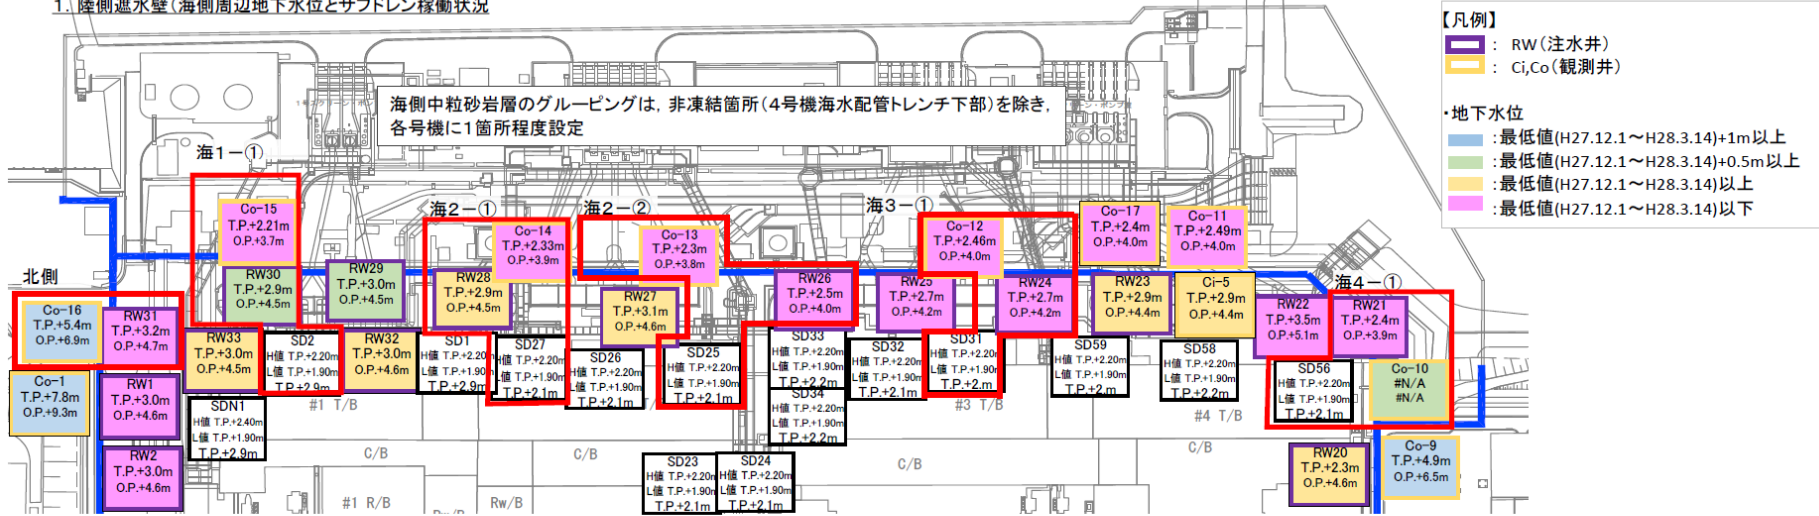 1. 陸側遮水壁(海側周辺地下水位とサブドレン稼働状況
【凡例】
: RW(注水井)
: Ci,Co(観測井)
・地下水位
:最低値(H27.12.1~H28.3.14)+1m以上
:最低値(H27.12.1~H28.3.14)+0.5m以上
:最低値(H27.12.1~H28.3.14)以上
:最低値(H27.12.1~H28.3.14)以下
海側中粒砂岩層のグルーピングは, 非凍結箇所(4号機海水配管トレンチ下部)を除き,
各号機に1箇所程度設定
海1-①
海2-①
海2-②
海3-①
海4-①
北側
Co-15
T.P.+2.21m
O.P.+3.7m
Co-14
T.P.+2.33m
O.P.+3.9m
Co-13
T.P.+2.3m
O.P.+3.8m
Co-12
T.P.+2.46m
O.P.+4.0m
Co-17
T.P.+2.4m
O.P.+4.0m
Co-11
T.P.+2.49m
O.P.+4.0m
RW30
T.P.+2.9m
O.P.+4.5m
RW29
T.P.+3.0m
O.P.+4.5m
RW28
T.P.+2.9m
O.P.+4.5m
RW27
T.P.+3.1m
O.P.+4.6m
RW26
T.P.+2.5m
O.P.+4.0m
RW25
T.P.+2.7m
O.P.+4.2m
RW24
T.P.+2.7m
O.P.+4.2m
RW23
T.P.+2.9m
O.P.+4.4m
Ci-5
T.P.+2.9m
O.P.+4.4m
RW22
T.P.+3.5m
O.P.+5.1m
RW21
T.P.+2.4m
O.P.+3.9m
Co-16
T.P.+5.4m
O.P.+6.9m
RW31
T.P.+3.2m
O.P.+4.7m
RW33
T.P.+3.0m
O.P.+4.5m
SD2
H値 T.P.+2.20m
L値 T.P.+1.90m
T.P.+2.9m
RW32
T.P.+3.0m
O.P.+4.6m
SD1
H値 T.P.+2.20m
L値 T.P.+1.90m
T.P.+2.9m
SD27
H値 T.P.+2.20m
L値 T.P.+1.90m
T.P.+2.1m
SD26
H値 T.P.+2.20m
L値 T.P.+1.90m
T.P.+2.1m
SD25
H値 T.P.+2.20m
L値 T.P.+1.90m
T.P.+2.1m
SD33
H値 T.P.+2.20m
L値 T.P.+1.90m
T.P.+2.2m
SD34
H値 T.P.+2.20m
L値 T.P.+1.90m
T.P.+2.2m
SD32
H値 T.P.+2.20m
L値 T.P.+1.90m
T.P.+2.1m
SD31
H値 T.P.+2.20m
L値 T.P.+1.90m
T.P.+2.m
SD59
H値 T.P.+2.20m
L値 T.P.+1.90m
T.P.+2.1m
SD58
H値 T.P.+2.20m
L値 T.P.+1.90m
T.P.+2.2m
SD56
H値 T.P.+2.20m
L値 T.P.+1.90m
T.P.+2.1m
Co-10
#N/A
#N/A
Co-1
T.P.+7.8m
O.P.+9.3m
RW1
T.P.+3.0m
O.P.+4.6m
SDN1
H値 T.P.+2.40m
L値 T.P.+1.90m
T.P.+2.9m
RW2
T.P.+3.0m
O.P.+4.6m
SD23
H値 T.P.+2.20m
L値 T.P.+1.90m
T.P.+2.1m
SD24
H値 T.P.+2.20m
L値 T.P.+1.90m
T.P.+2.1m
RW20
T.P.+2.3m
O.P.+4.6m
Co-9
T.P.+4.9m
O.P.+6.5m
#1 T/B
#3 T/B
#4 T/B
C/B
C/B
C/B
C/B
#1 R/B
Rw/B